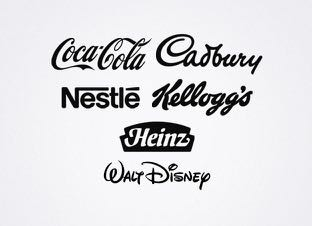 Coca-Cola Cadbury
Nestlé Kellogg's
Heinz
Walt Disney